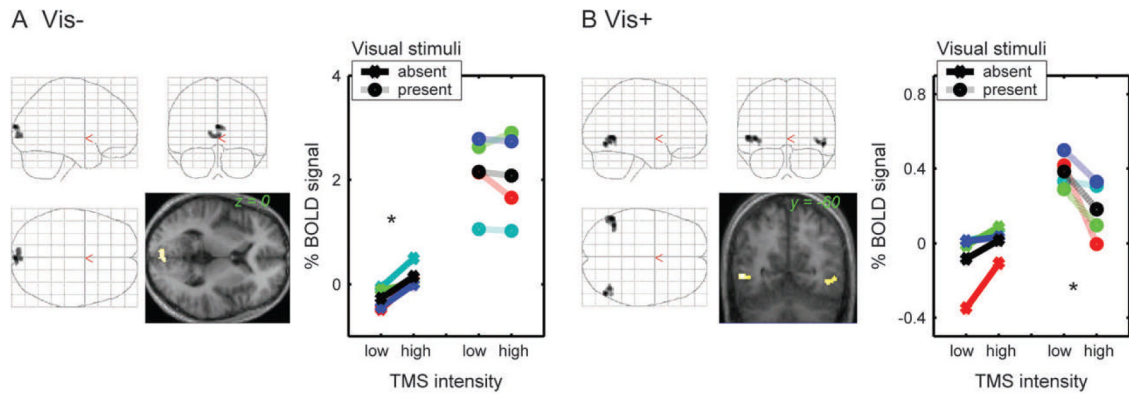 A Vis-
Visual stimuli
absent
present
z = 0
% BOLD signal
4
2
0
*
low high low high
TMS intensity
B Vis+
Visual stimuli
absent
present
y = -60
% BOLD signal
0.8
0.4
0
-0.4
*
low high low high
TMS intensity